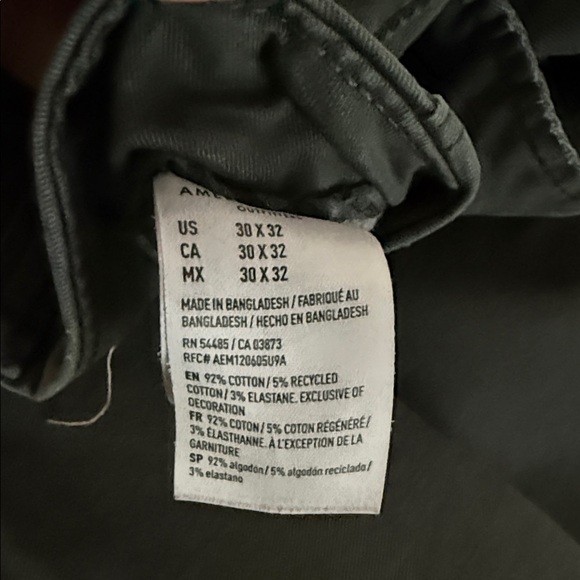 US 30 X 32
CA 30 X 32
MX 30 X 32
MADE IN BANGLADESH / FABRIQUÉ AU
BANGLADESH / HECHO EN BANGLADESH
RN 54485 / CA 03873
RFC# AEM120605U9A
EN 92% COTTON / 5% RECYCLED
COTTON / 3% ELASTANE. EXCLUSIVE OF
DECORATION
FR 92% COTON / 5% COTON RÉGÉNÉRÉ /
3% ÉLASTHANNE. À L'EXCEPTION DE LA
GARNITURE
SP 92% algodon / 5% algodón reciclado /
3% elastano